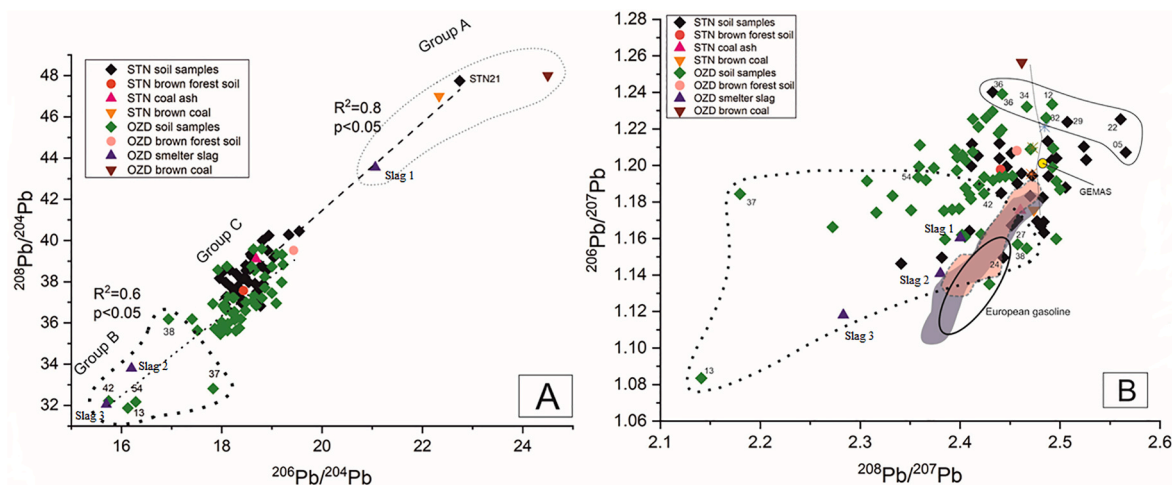 48
46
44
42
40
38
36
34
32
16
18
20
22
24
²⁰⁸Pb/²⁰⁴Pb
²⁰⁶Pb/²⁰⁴Pb
STN soil samples
STN brown forest soil
STN coal ash
STN brown coal
OZD soil samples
OZD brown forest soil
OZD smelter slag
OZD brown coal
Group A
STN21
R²=0.8
p<0.05
Slag 1
Group C
R²=0.6
p<0.05
Group B
38
Slag 2
37
42
54
Slag 3
13
A
1.28
1.26
1.24
1.22
1.20
1.18
1.16
1.14
1.12
1.10
1.08
1.06
2.1
2.2
2.3
2.4
2.5
2.6
²⁰⁶Pb/²⁰⁷Pb
²⁰⁸Pb/²⁰⁷Pb
STN soil samples
STN brown forest soil
STN coal ash
STN brown coal
OZD soil samples
OZD brown forest soil
OZD smelter slag
OZD brown coal
36
36
34
12
32
29
22
05
GEMAS
54
37
42
Slag 1
27
38
24
Slag 2
European gasoline
Slag 3
13
B